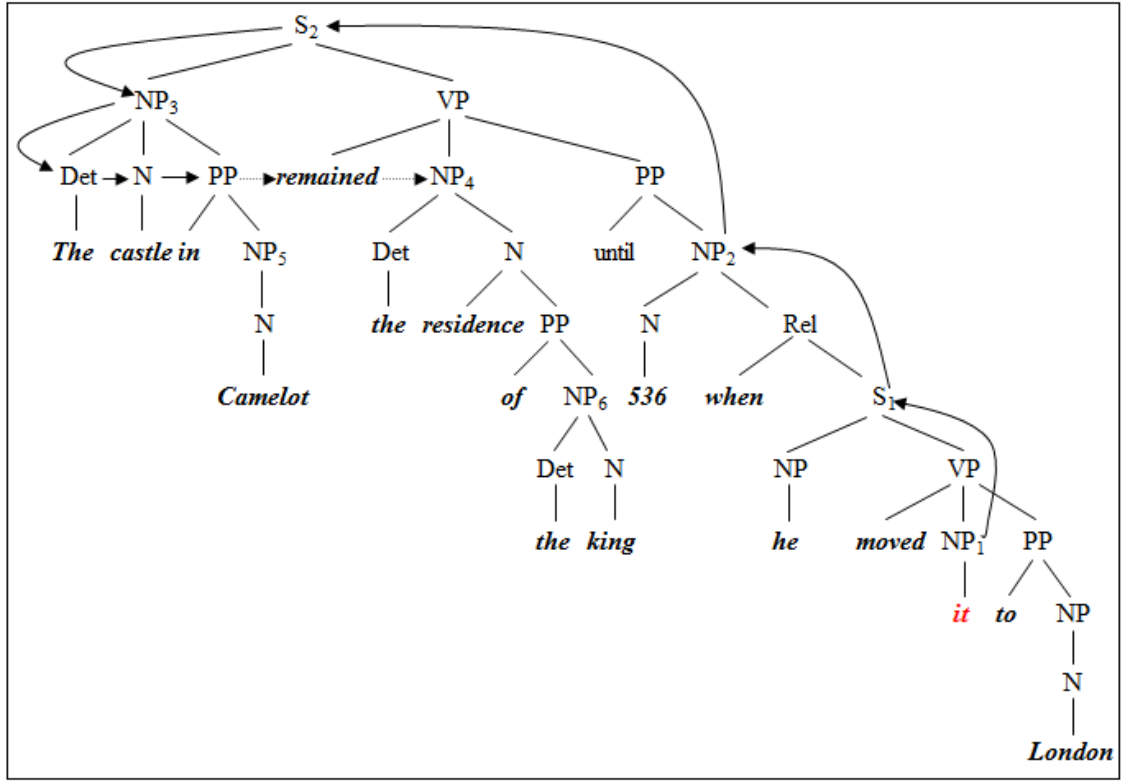 S2
NP3 VP
Det N PP remained NP4 PP
The castle in NP5 Det N until NP2
N the residence PP N Rel
Camelot of NP6 536 when S1
Det N NP VP
the king he moved NP1 PP
it to NP
N
London